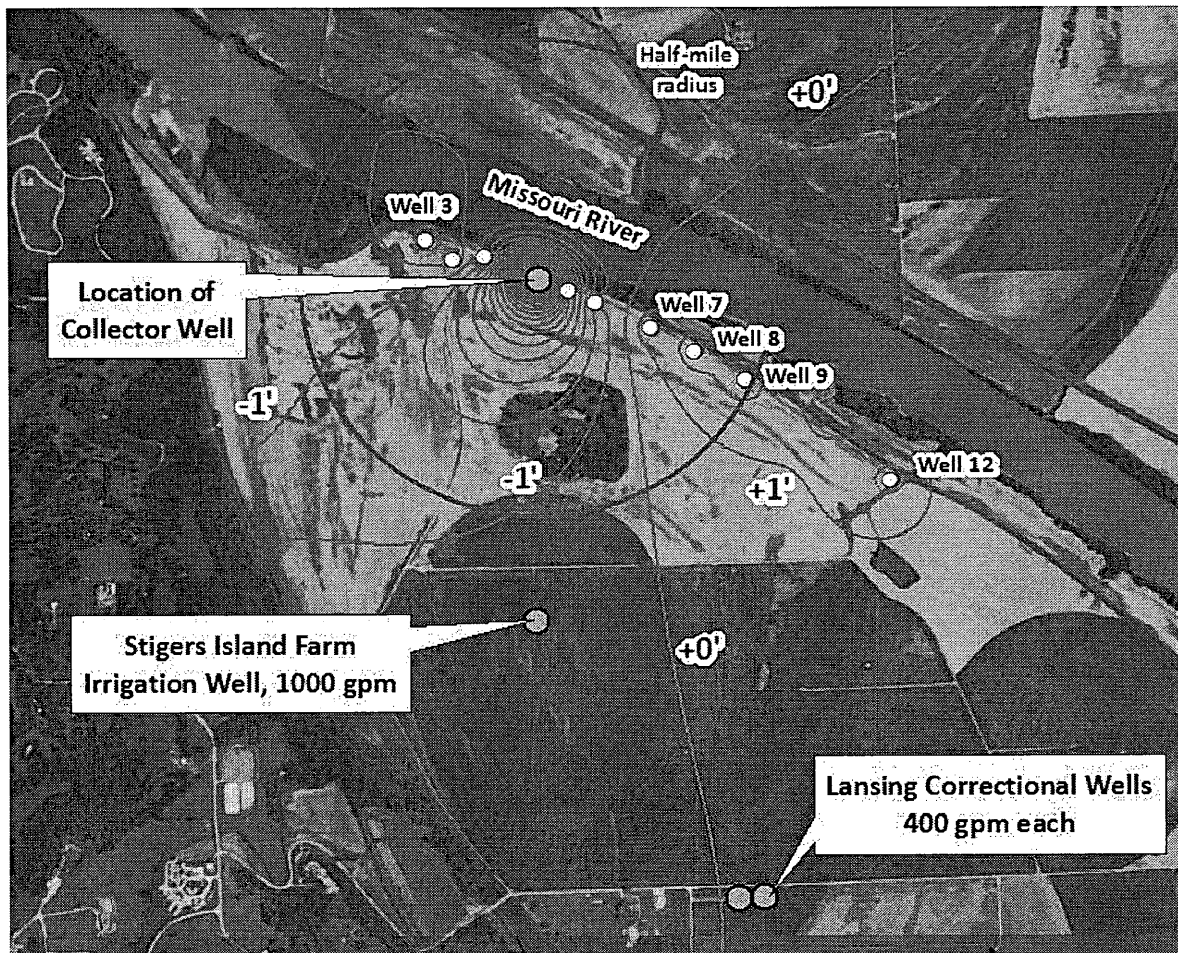 Half-mile
radius
+0'
Missouri River
Well 3
Location of
Collector Well
Well 7
Well 8
Well 9
-1'
-1'
+1'
Well 12
Stigers Island Farm
Irrigation Well, 1000 gpm
+0'
Lansing Correctional Wells
400 gpm each